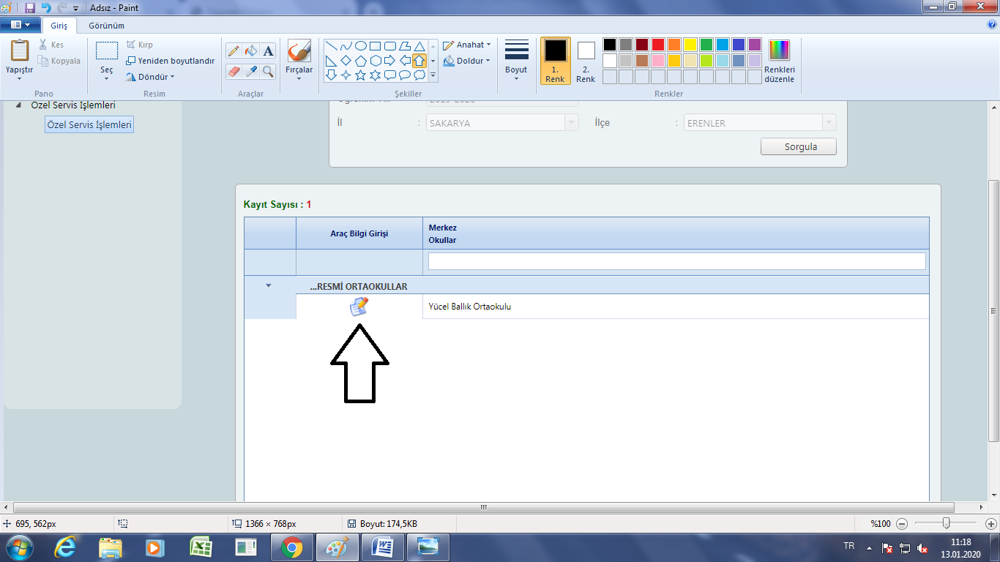 Adsız - Paint
Giriş
Görünüm
Yapıştır
Kes
Kopyala
Pano
Seç
Kırp
Yeniden boyutlandır
Döndür
Resim
A
Araçlar
Fırçalar
Anahat
Doldur
Şekiller
Boyut
1.
Renk
2.
Renk
Renkleri
düzenle
Renkler
Özel Servis İşlemleri
Özel Servis İşlemleri
İl : SAKARYA
İlçe : ERENLER
Sorgula
Kayıt Sayısı : 1
Araç Bilgi Girişi
Merkez
Okullar
...RESMİ ORTAOKULLAR
Yücel Ballık Ortaokulu
695, 562px
1366 × 768px
Boyut: 174,5KB
%100
TR
11:18
13.01.2020